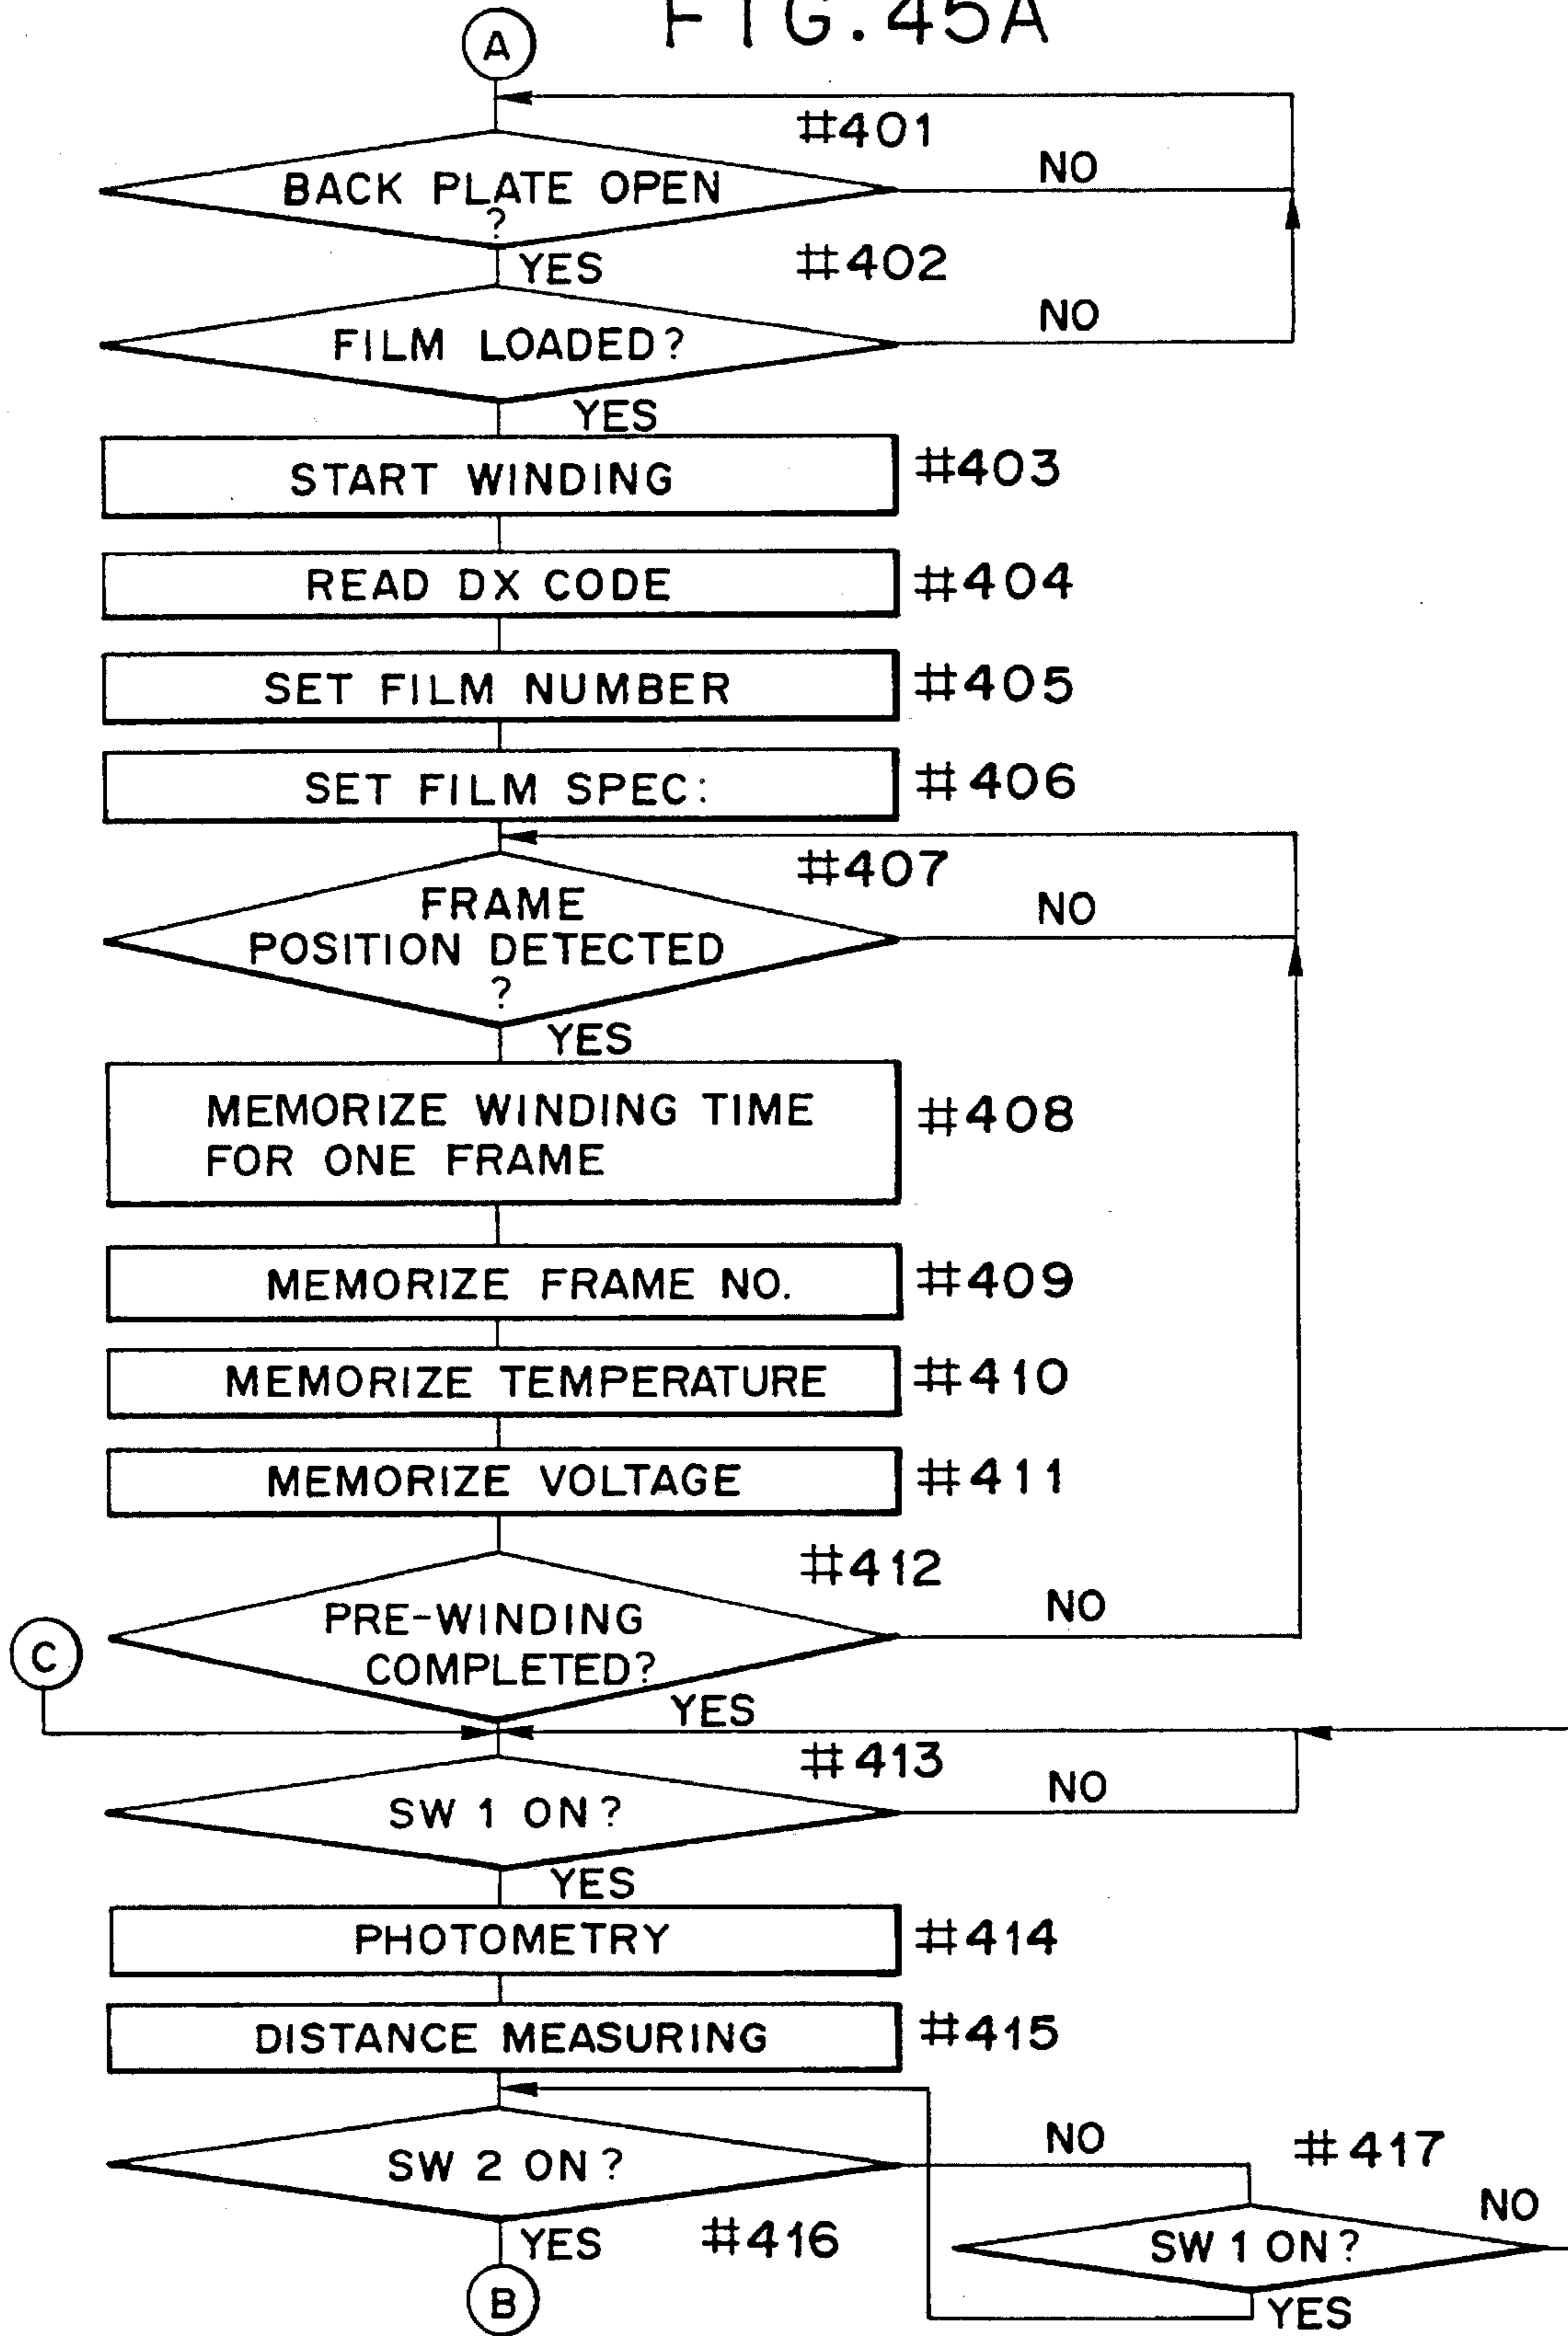 FIG.45A
A
#401
BACK PLATE OPEN
?
NO
YES
#402
FILM LOADED?
NO
YES
START WINDING
#403
READ DX CODE
#404
SET FILM NUMBER
#405
SET FILM SPEC:
#406
#407
FRAME
POSITION DETECTED
?
NO
YES
MEMORIZE WINDING TIME
FOR ONE FRAME
#408
MEMORIZE FRAME NO.
#409
MEMORIZE TEMPERATURE
#410
MEMORIZE VOLTAGE
#411
#412
PRE-WINDING
COMPLETED?
NO
C
YES
#413
SW 1 ON?
NO
YES
PHOTOMETRY
#414
DISTANCE MEASURING
#415
SW 2 ON?
NO
#417
YES
#416
SW 1 ON?
NO
YES
B